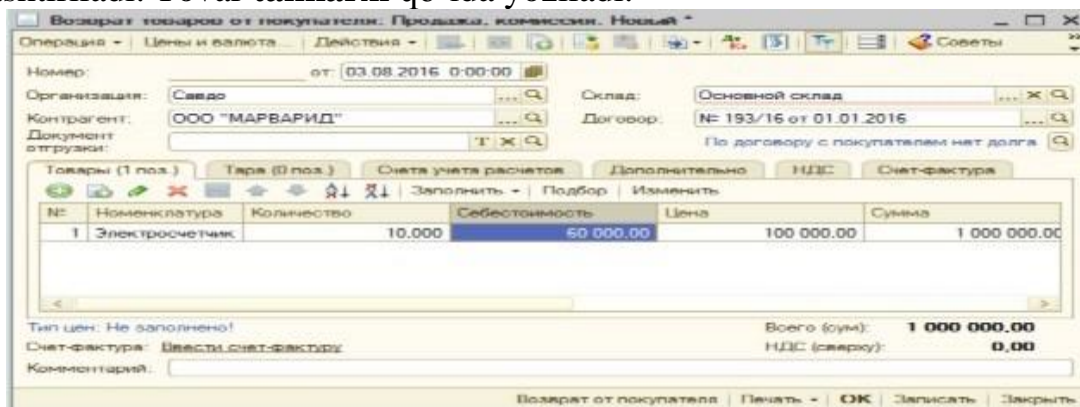 Возврат товаров от покупателя: Продажа, комиссия. Новый *
Операция Цены и валота... Действия Советы
Номер: от: 03.08.2016 0:00:00
Организация: Савдо ... Склад: Основной склад ...
Контрагент: ООО "МАРВАРИД" ... Договор: № 193/16 от 01.01.2016 ...
Документ отгрузки: По договору с покупателем нет долга
Товары (1 поз.) Тара (0 поз.) Счета учета расчетов Дополнительно НДС Счет-фактура
Заполнить Подбор Изменить
№ Номенклатура Количество Себестоимость Цена Сумма
1 Электросчетчик 10.000 60 000.00 100 000.00 1 000 000.00
Тип цен: Не заполнено! Всего (сум): 1 000 000,00
Счет-фактура: Ввести счет-фактуру НДС (сверху): 0,00
Комментарий:
Возврат от покупателя Печать OK Записать Закрыть